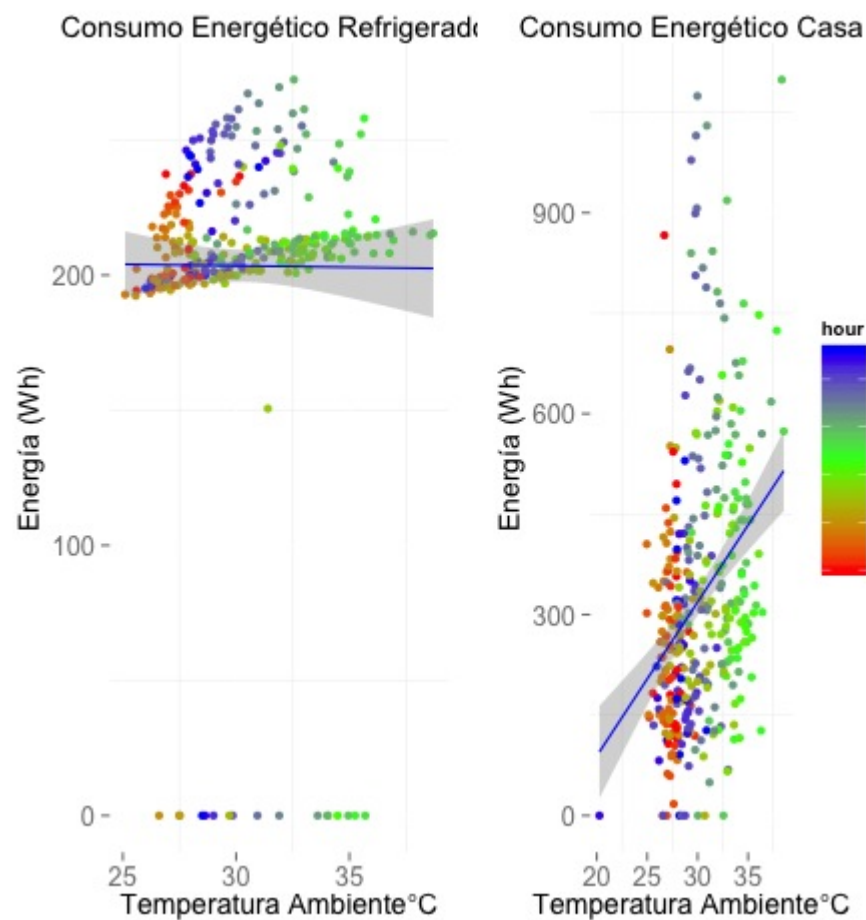 Consumo Energético Refrigerado
Energía (Wh)
200
100
0
25 30 35
Temperatura Ambiente°C
Consumo Energético Casa
Energía (Wh)
900
600
300
0
20 25 30 35
Temperatura Ambiente°C
hour